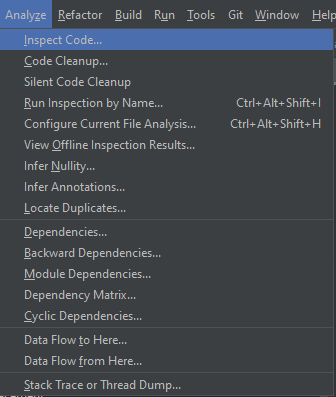 Analyze Refactor Build Run Tools Git Window Help
Inspect Code...
Code Cleanup...
Silent Code Cleanup
Run Inspection by Name... Ctrl+Alt+Shift+I
Configure Current File Analysis... Ctrl+Alt+Shift+H
View Offline Inspection Results...
Infer Nullity...
Infer Annotations...
Locate Duplicates...
Dependencies...
Backward Dependencies...
Module Dependencies...
Dependency Matrix...
Cyclic Dependencies...
Data Flow to Here...
Data Flow from Here...
Stack Trace or Thread Dump...